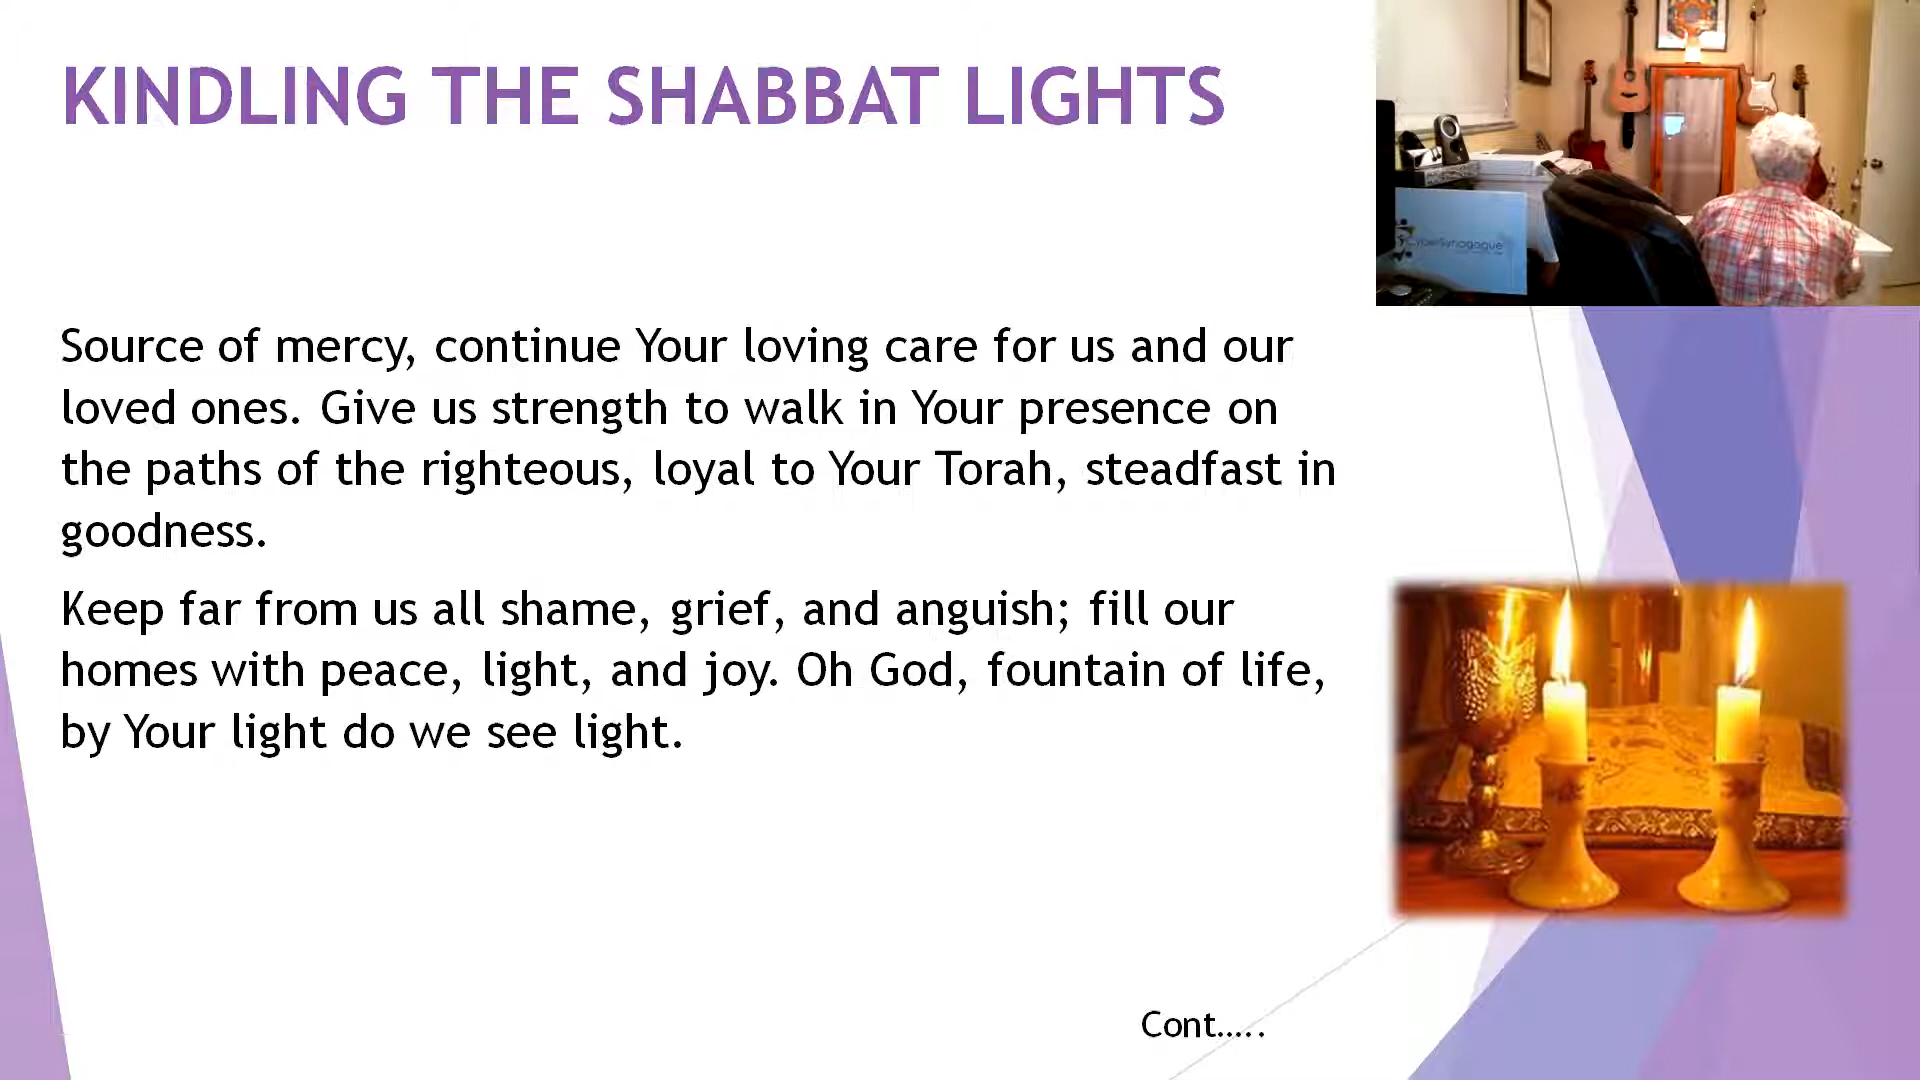 KINDLING THE SHABBAT LIGHTS
CyberSynagogue
Source of mercy, continue Your loving care for us and our
loved ones. Give us strength to walk in Your presence on
the paths of the righteous, loyal to Your Torah, steadfast in
goodness.
Keep far from us all shame, grief, and anguish; fill our
homes with peace, light, and joy. Oh God, fountain of life,
by Your light do we see light.
Cont.....